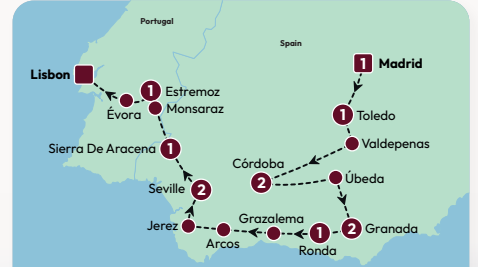 Portugal
Spain
Lisbon
1 Madrid
1 Estremoz
Évora
Monsaraz
1 Toledo
Valdepenas
Sierra De Aracena 1
Córdoba
2
Úbeda
Seville 2
Jerez
Arcos
Grazalema
1
Ronda
2 Granada